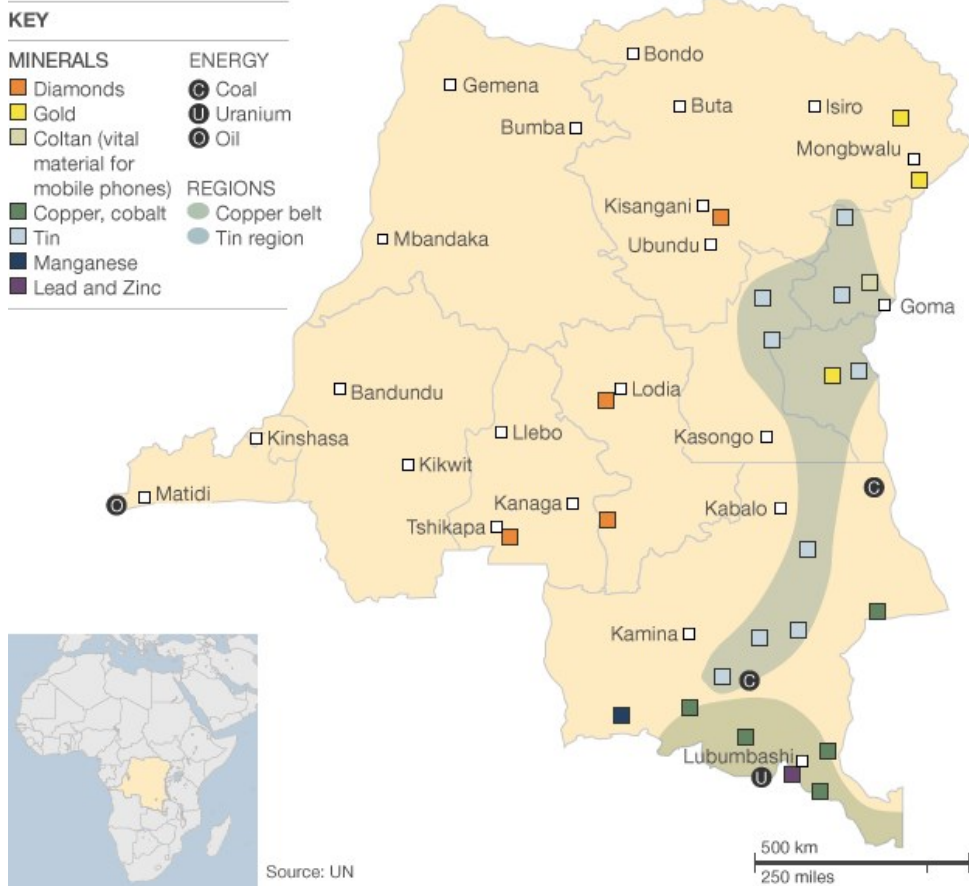 KEY
MINERALS
Diamonds
Gold
Coltan (vital
material for
mobile phones)
Copper, cobalt
Tin
Manganese
Lead and Zinc
ENERGY
C Coal
U Uranium
O Oil
REGIONS
Copper belt
Tin region
Bondo
Gemena
Buta
Isiro
Bumba
Mongbwalu
Kisangani
Mbandaka
Ubundu
Goma
Bandundu
Lodia
Kinshasa
Llebo
Kasongo
Kikwit
O
Matidi
Kanaga
Kabalo
C
Tshikapa
Kamina
C
Lubumbashi
U
500 km
250 miles
Source: UN